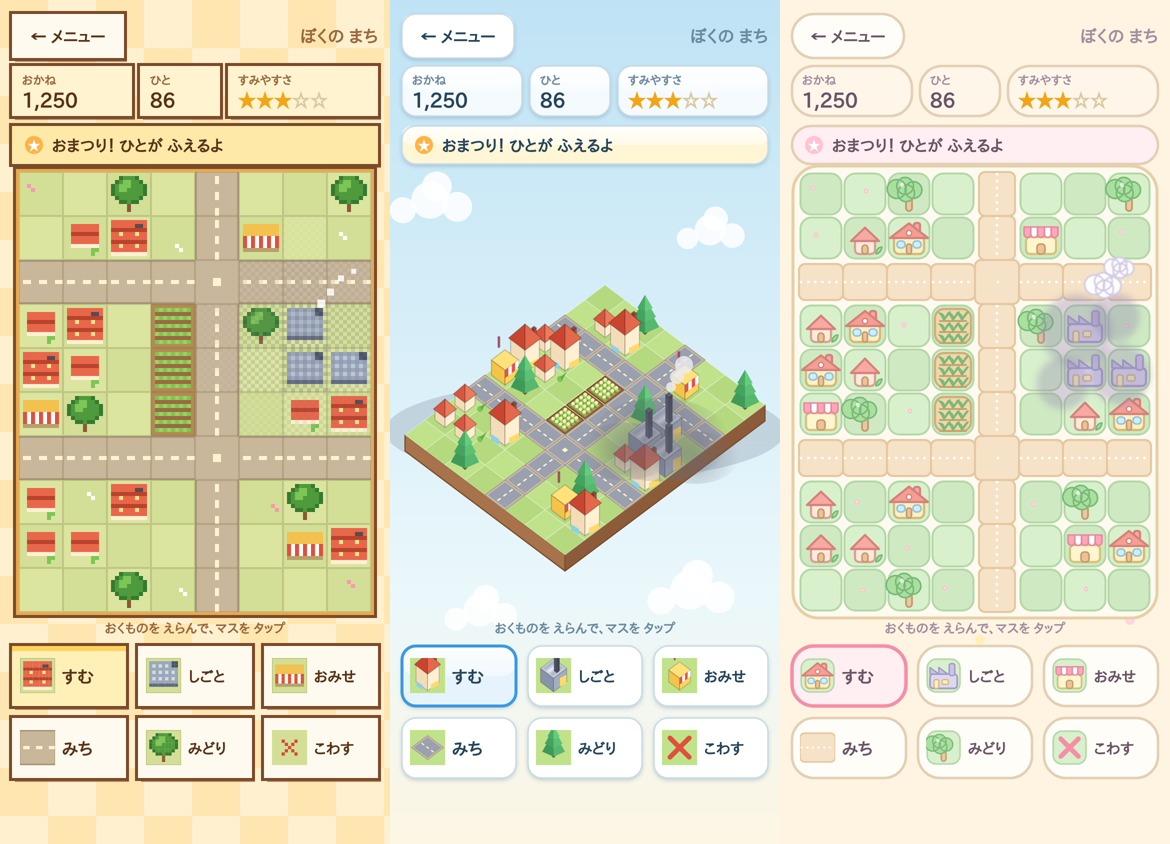 ← メニュー
ぼくの まち
おかね
1,250
ひと
86
すみやすさ
★★★☆☆
おまつり! ひとが ふえるよ
おくものを えらんで、マスを タップ
すむ
しごと
おみせ
みち
みどり
こわす
← メニュー
ぼくの まち
おかね
1,250
ひと
86
すみやすさ
★★★☆☆
おまつり! ひとが ふえるよ
おくものを えらんで、マスを タップ
すむ
しごと
おみせ
みち
みどり
こわす
← メニュー
ぼくの まち
おかね
1,250
ひと
86
すみやすさ
★★★☆☆
おまつり! ひとが ふえるよ
おくものを えらんで、マスを タップ
すむ
しごと
おみせ
みち
みどり
こわす